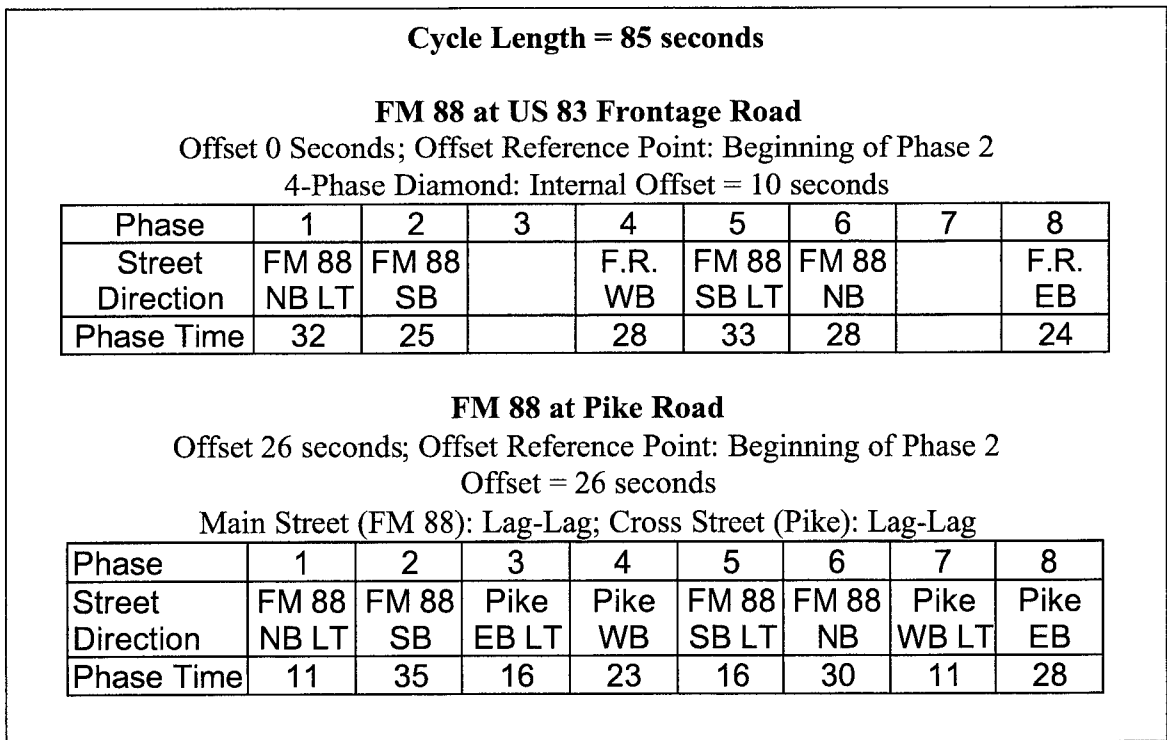 Cycle Length = 85 seconds
FM 88 at US 83 Frontage Road
Offset 0 Seconds; Offset Reference Point: Beginning of Phase 2
4-Phase Diamond: Internal Offset = 10 seconds
Phase 1 2 3 4 5 6 7 8
Street FM 88 FM 88 F.R. FM 88 FM 88 F.R.
Direction NB LT SB WB SB LT NB EB
Phase Time 32 25 28 33 28 24
FM 88 at Pike Road
Offset 26 seconds; Offset Reference Point: Beginning of Phase 2
Offset = 26 seconds
Main Street (FM 88): Lag-Lag; Cross Street (Pike): Lag-Lag
Phase 1 2 3 4 5 6 7 8
Street FM 88 FM 88 Pike Pike FM 88 FM 88 Pike Pike
Direction NB LT SB EB LT WB SB LT NB WB LT EB
Phase Time 11 35 16 23 16 30 11 28